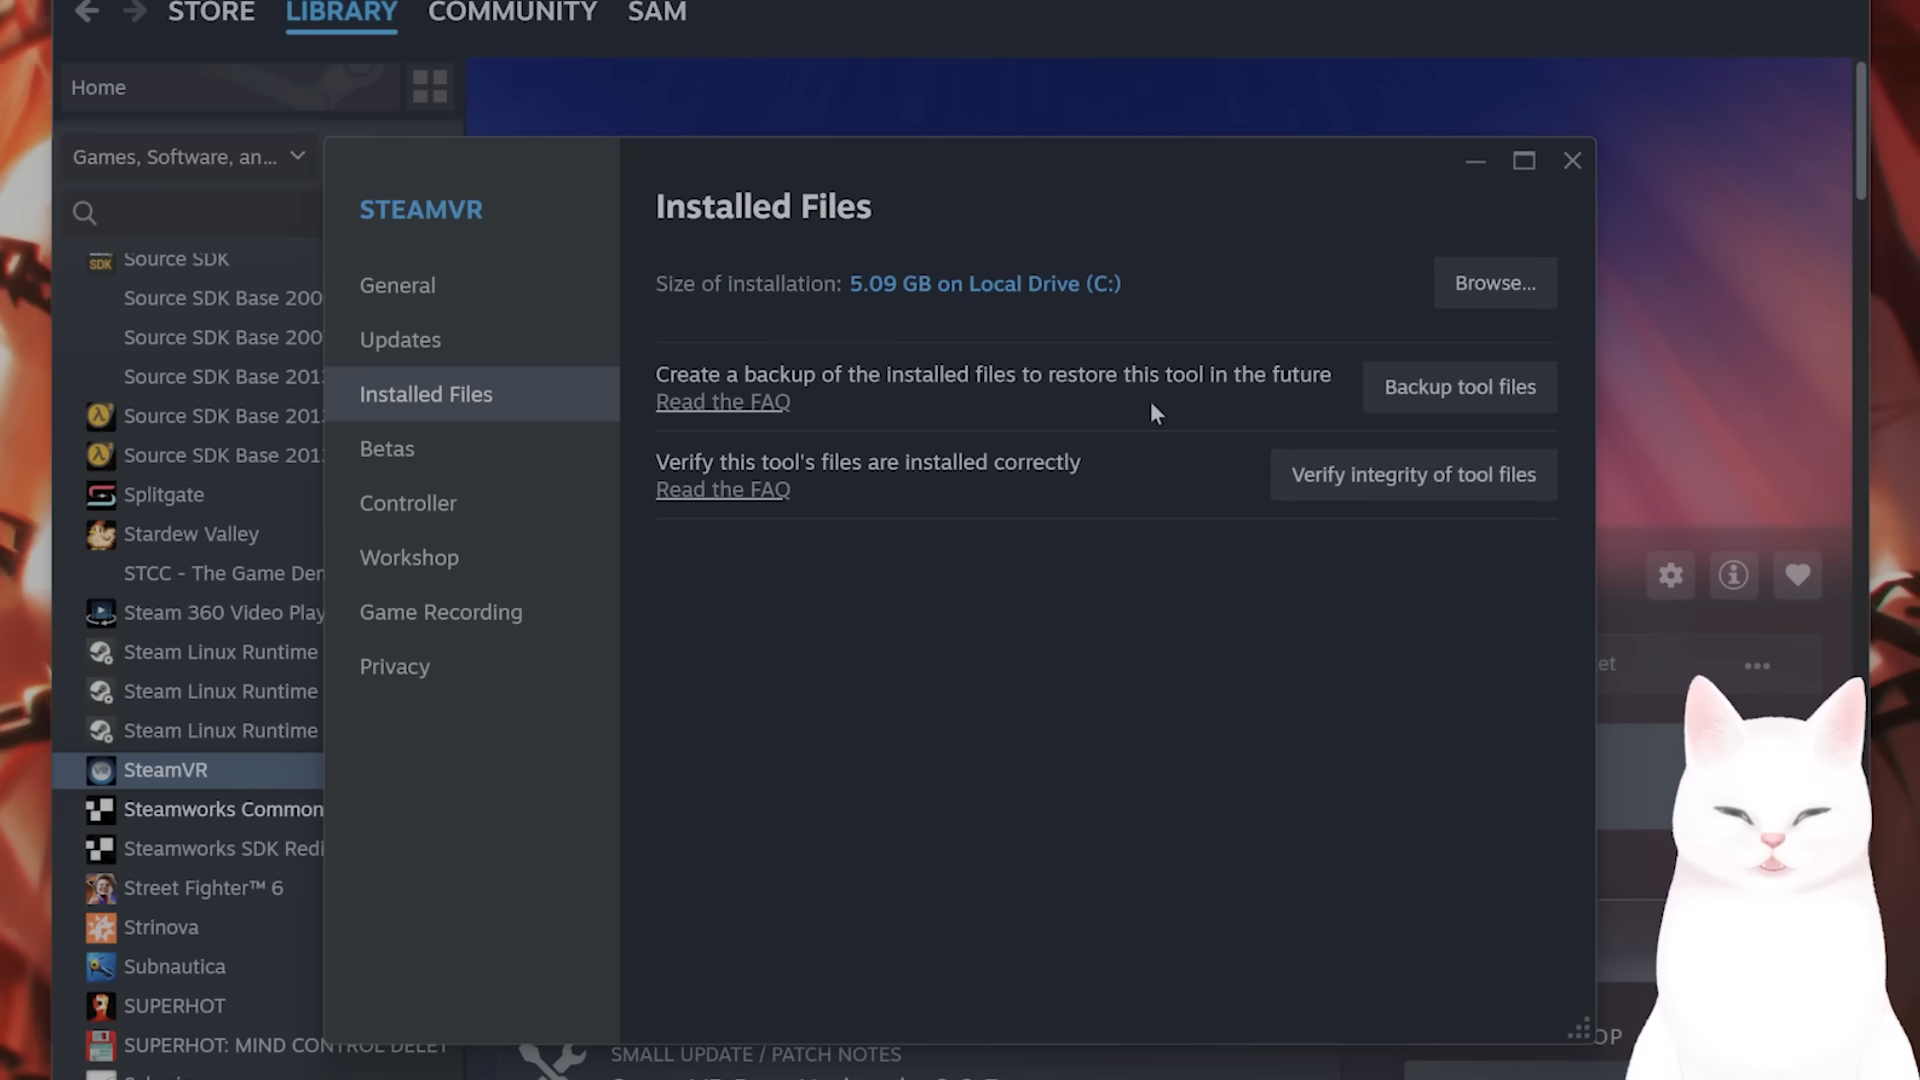 STORE LIBRARY COMMUNITY SAM
Home
Games, Software, an...
SDK Source SDK
Source SDK Base 200
Source SDK Base 200
Source SDK Base 201
Source SDK Base 201
Source SDK Base 201
Splitgate
Stardew Valley
STCC - The Game Der
Steam 360 Video Play
Steam Linux Runtime
Steam Linux Runtime
Steam Linux Runtime
VR SteamVR
Steamworks Common
Steamworks SDK Redi
Street Fighter™ 6
Strinova
Subnautica
SUPERHOT
SUPERHOT: MIND CONTROL DELET
STEAMVR
General
Updates
Installed Files
Betas
Controller
Workshop
Game Recording
Privacy
Installed Files
Size of installation: 5.09 GB on Local Drive (C:)
Browse...
Create a backup of the installed files to restore this tool in the future
Read the FAQ
Backup tool files
Verify this tool's files are installed correctly
Read the FAQ
Verify integrity of tool files
et
OP
SMALL UPDATE / PATCH NOTES